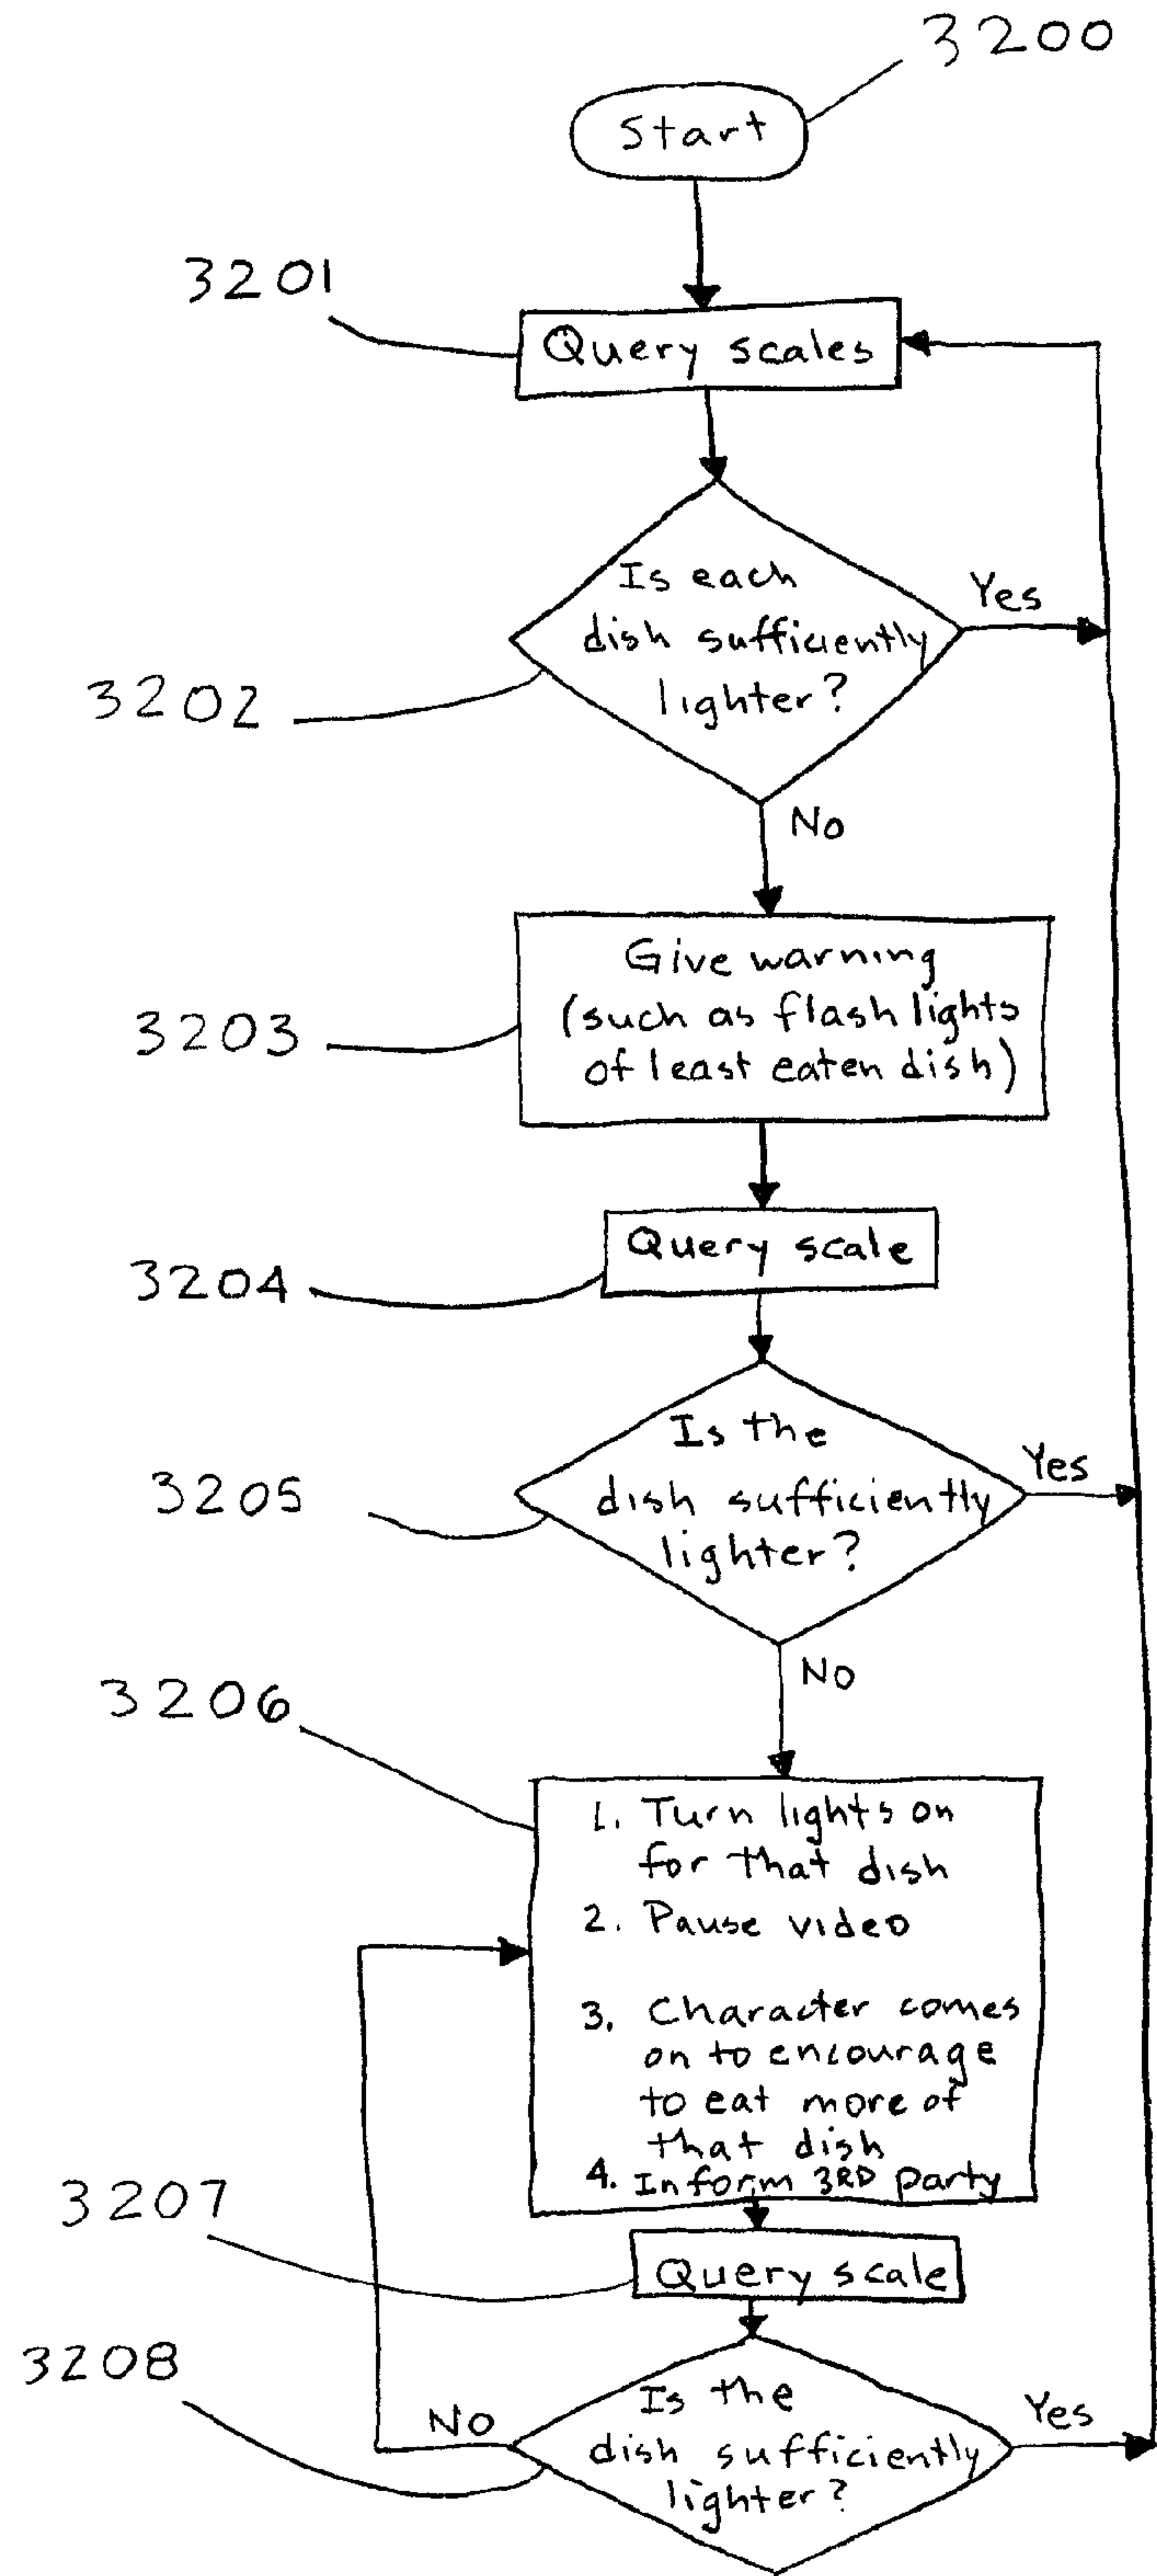 3200
Start
3201
Query scales
Is each
dish sufficiently
lighter?
Yes
3202
No
Give warning
(such as flash lights
of least eaten dish)
3203
Query scale
3204
Is the
dish sufficiently
lighter?
Yes
3205
No
3206
1. Turn lights on
for that dish
2. Pause video
3. Character comes
on to encourage
to eat more of
that dish
4. Inform 3RD party
3207
Query scale
3208
No
Is the
dish sufficiently
lighter?
Yes